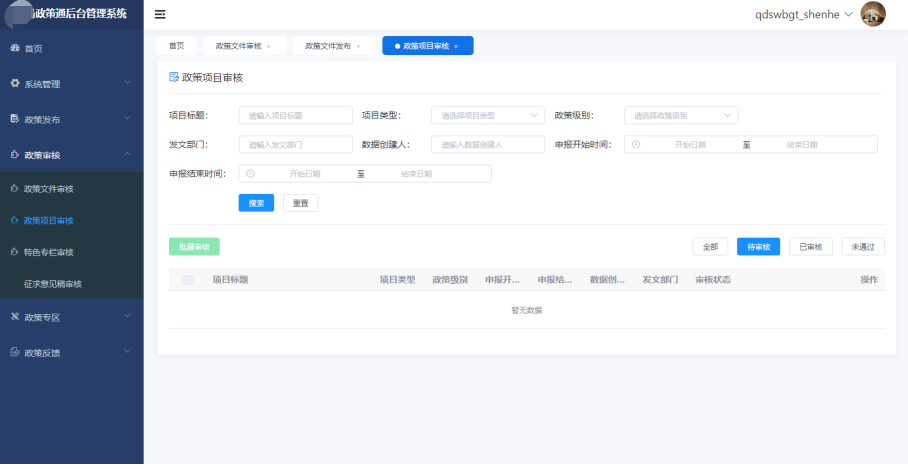 政策通后台管理系统
qdswbgt_shenhe
首页
系统管理
政策发布
政策审核
政策文件审核
政策项目审核
特色专栏审核
征求意见稿审核
政策专区
政策反馈
首页 政策文件审核 × 政策文件发布 × 政策项目审核 ×
政策项目审核
项目标题： 请输入项目标题 项目类型： 请选择项目类型 政策级别： 请选择政策级别
发文部门： 请输入发文部门 数据创建人： 请输入数据创建人 申报开始时间： 开始日期 至 结束日期
申报结束时间： 开始日期 至 结束日期
搜索 重置
批量审核 全部 待审核 已审核 未通过
项目标题 项目类型 政策级别 申报开... 申报结... 数据创... 发文部门 审核状态 操作
暂无数据